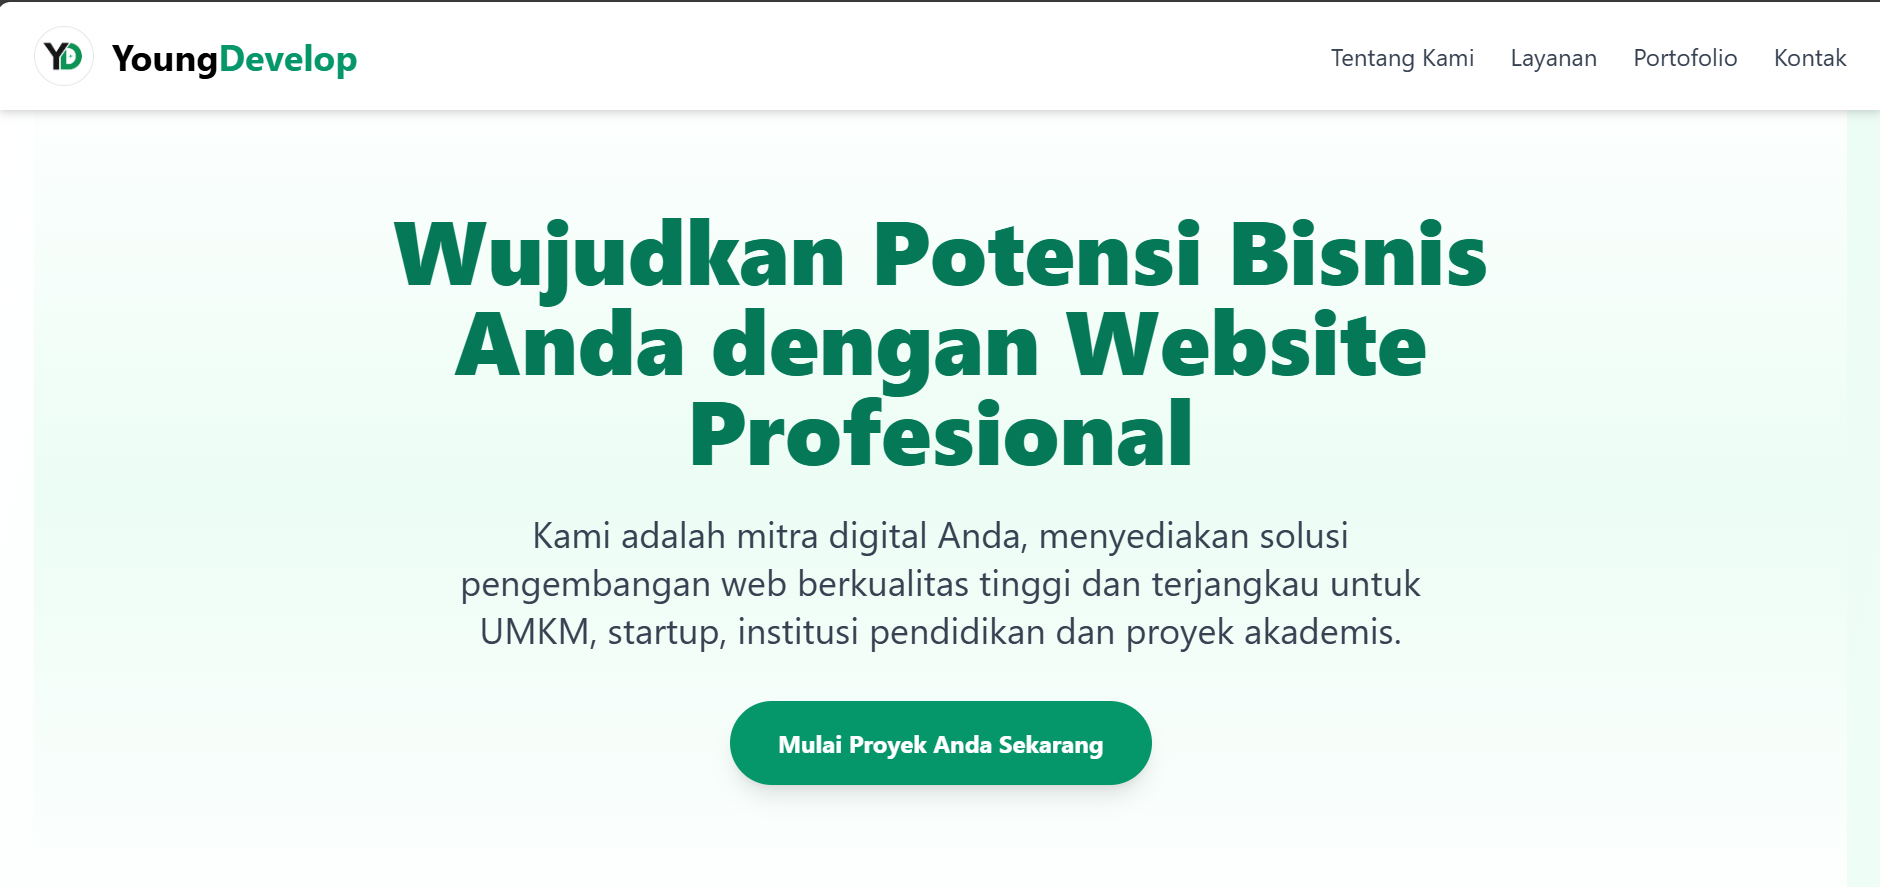 YD YoungDevelop
Tentang Kami Layanan Portofolio Kontak
Wujudkan Potensi Bisnis
Anda dengan Website
Profesional
Kami adalah mitra digital Anda, menyediakan solusi
pengembangan web berkualitas tinggi dan terjangkau untuk
UMKM, startup, institusi pendidikan dan proyek akademis.
Mulai Proyek Anda Sekarang